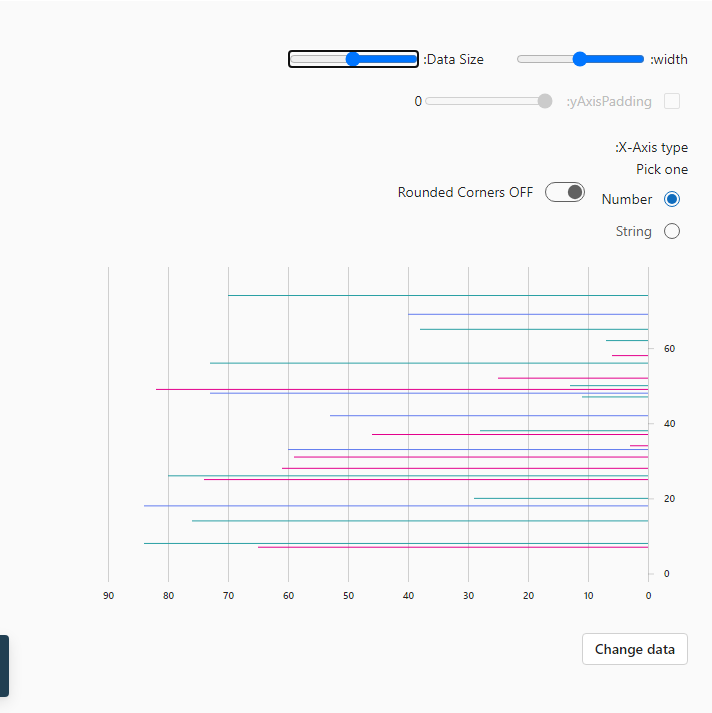 :width
:Data Size
:yAxisPadding
0
:X-Axis type
Pick one
Number
Rounded Corners OFF
String
60
40
20
0
90 80 70 60 50 40 30 20 10 0
Change data